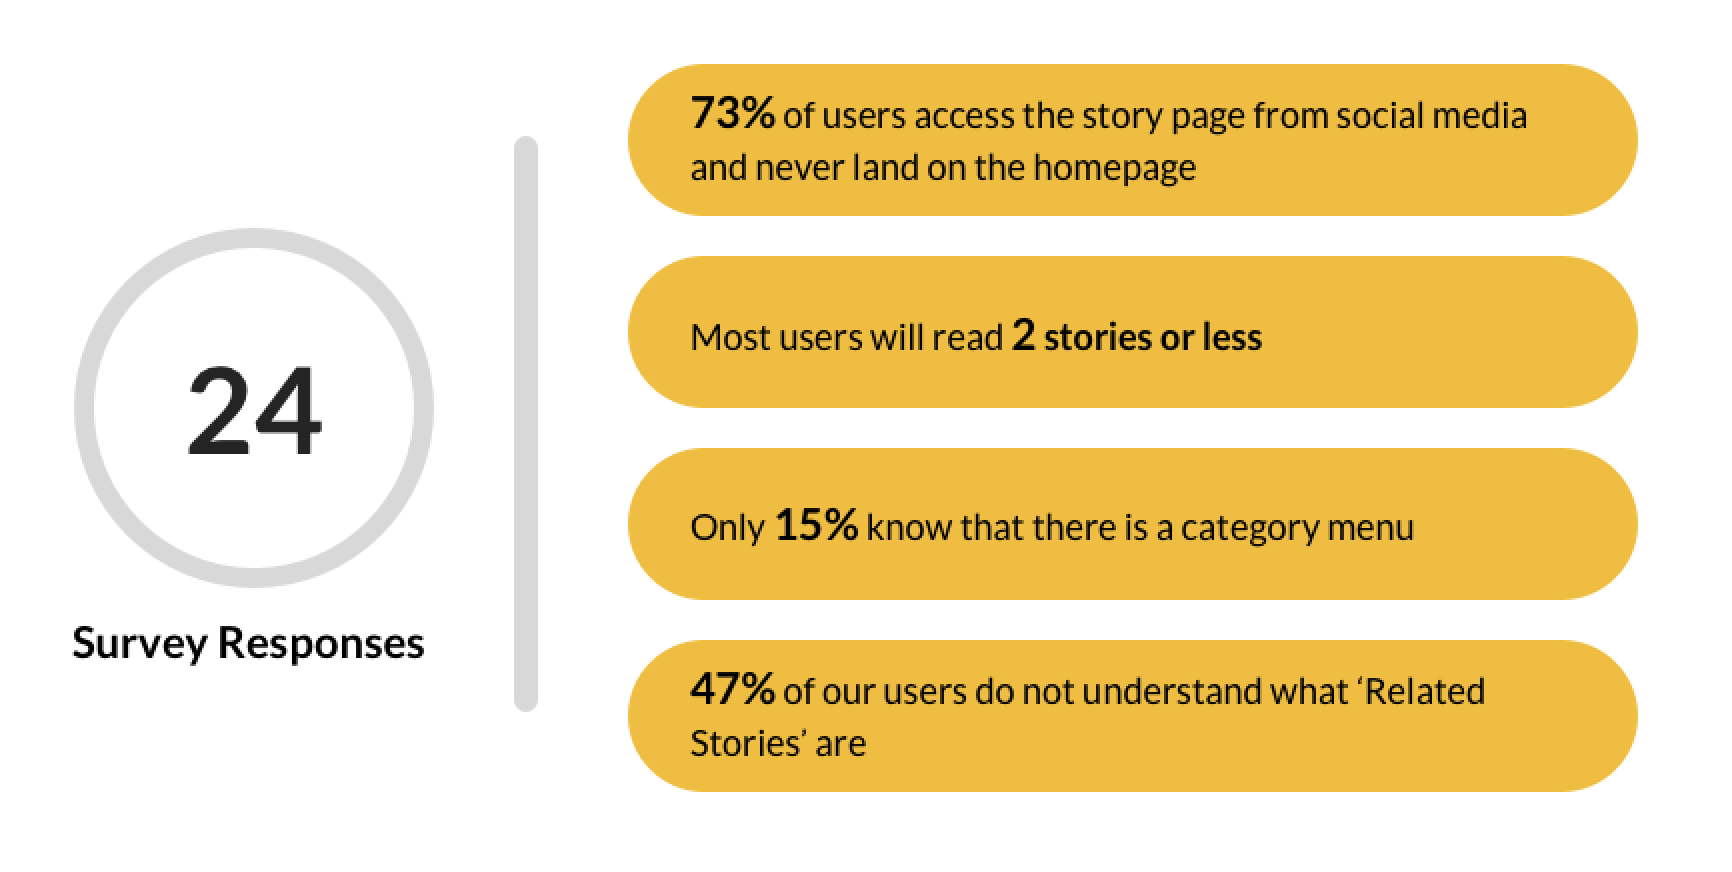 24
Survey Responses
73% of users access the story page from social media
and never land on the homepage
Most users will read 2 stories or less
Only 15% know that there is a category menu
47% of our users do not understand what ‘Related
Stories’ are